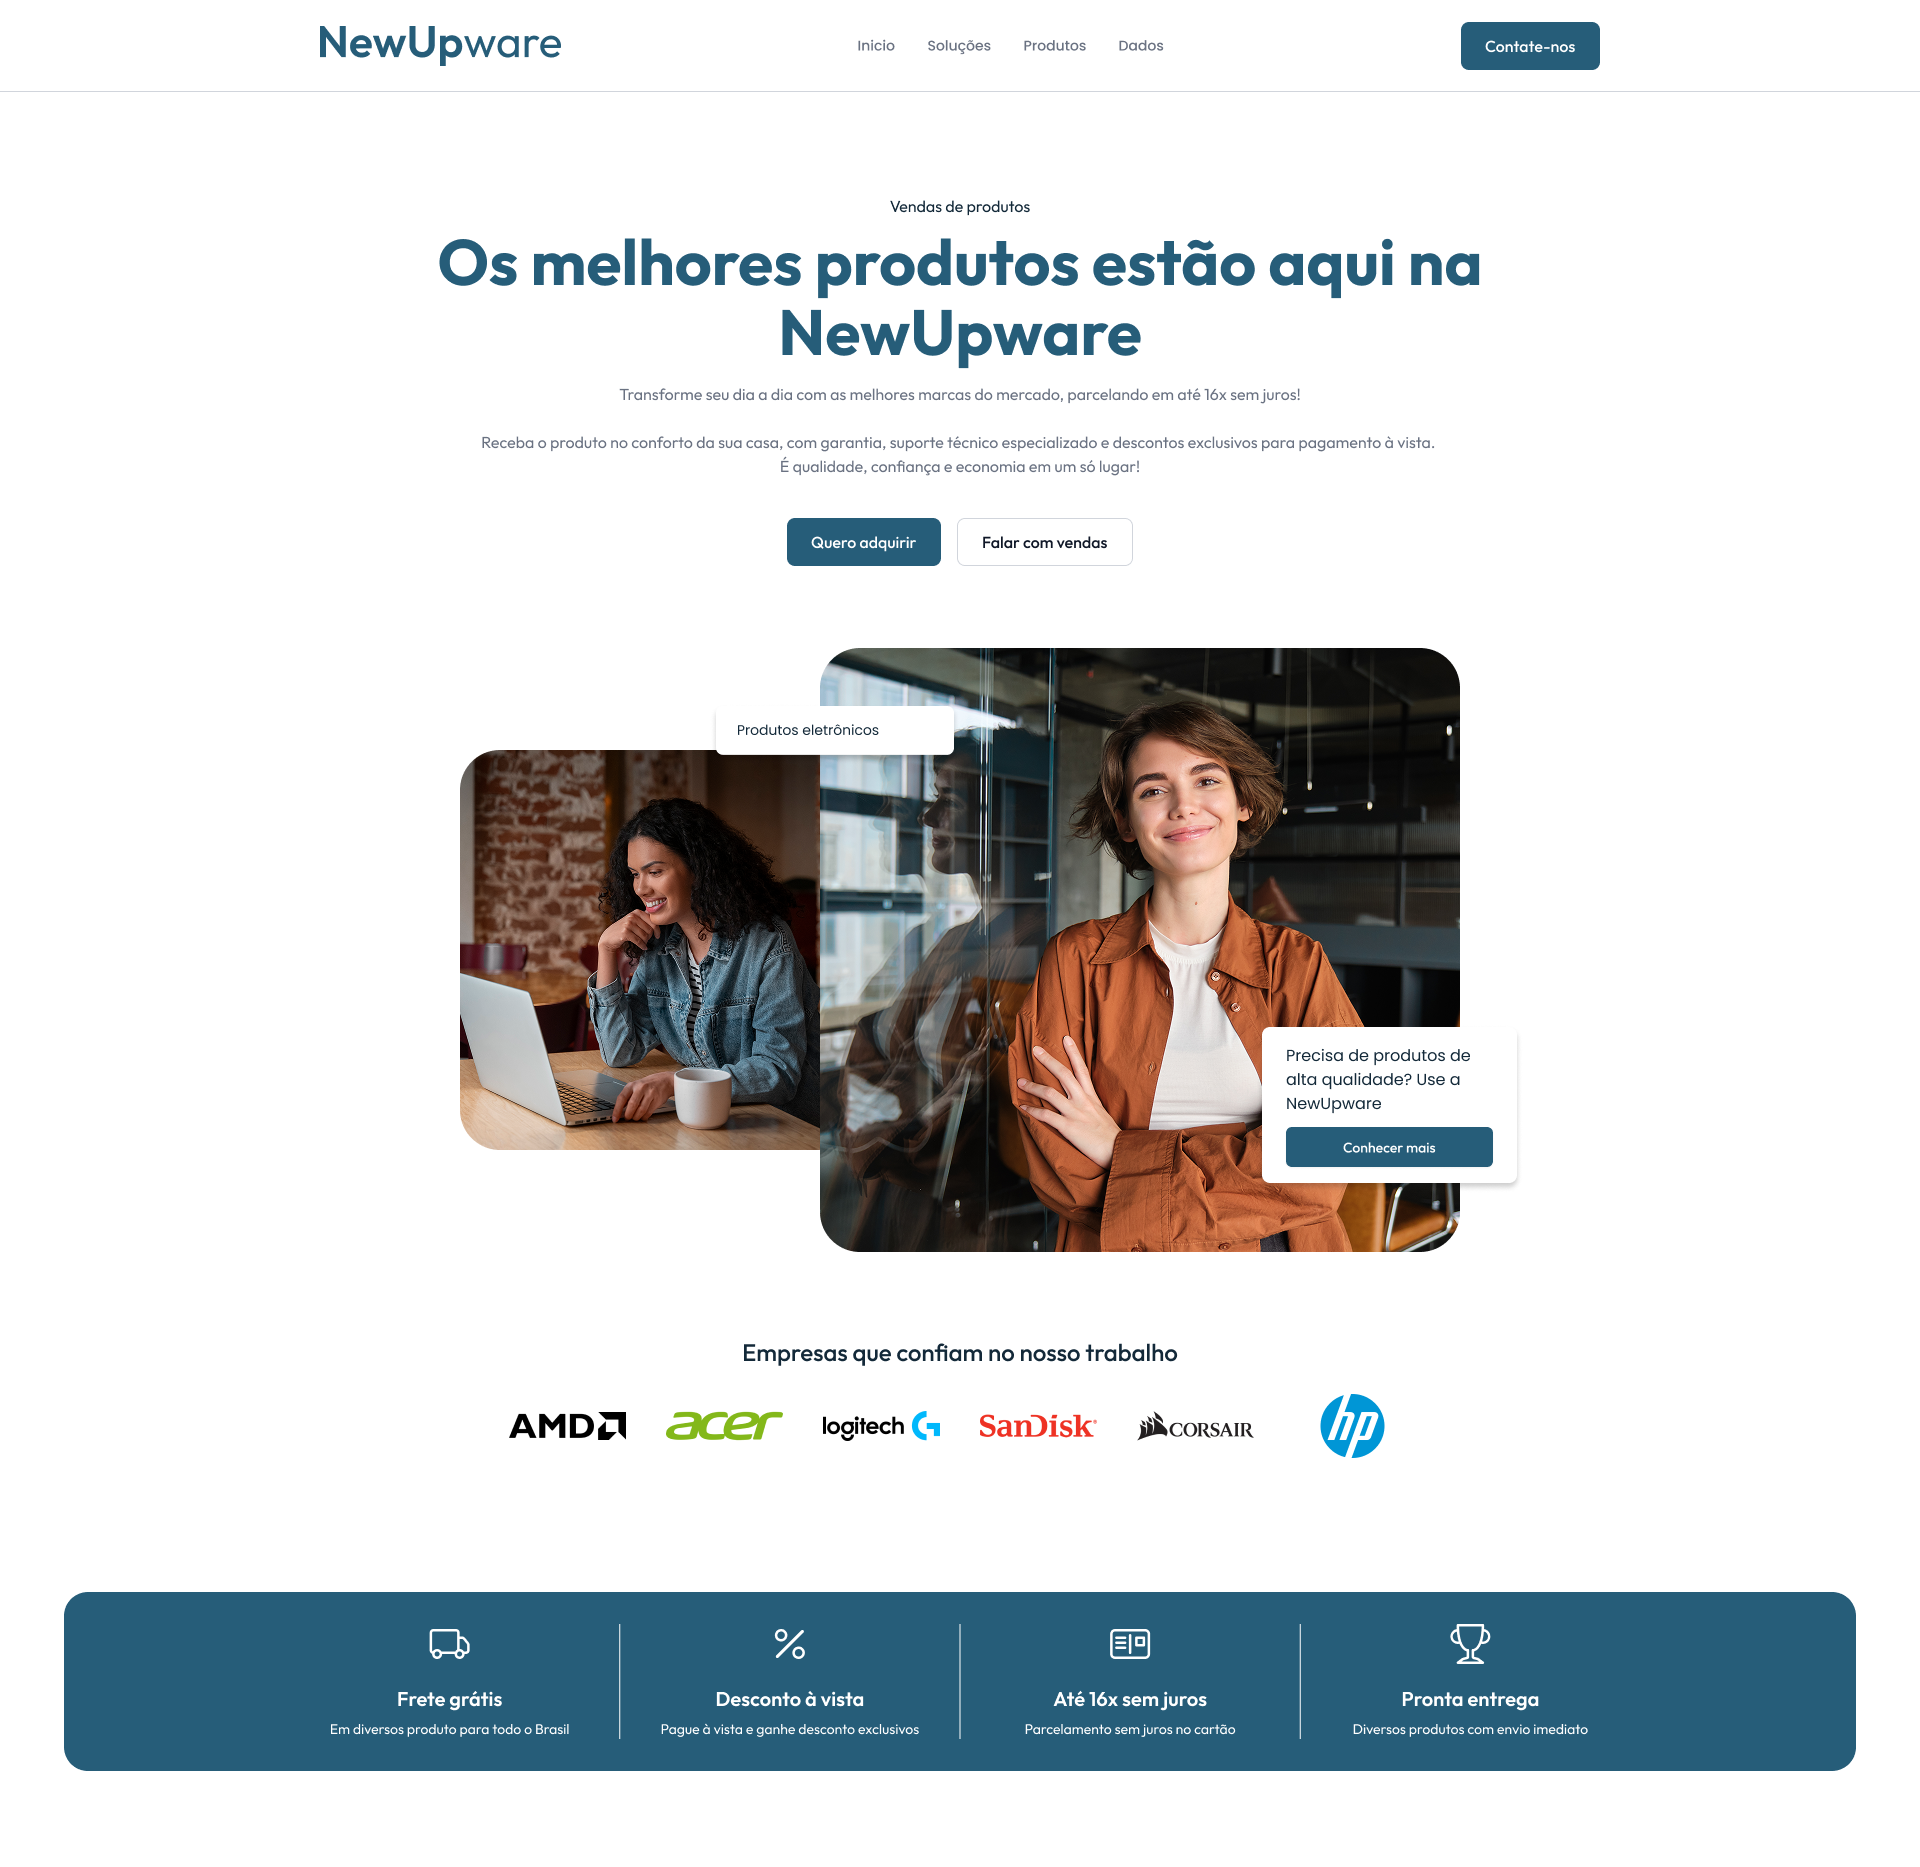 NewUpware
Inicio
Soluções
Produtos
Dados
Contate-nos
Vendas de produtos
Os melhores produtos estão aqui na
NewUpware
Transforme seu dia a dia com as melhores marcas do mercado, parcelando em até 16x sem juros!
Receba o produto no conforto da sua casa, com garantia, suporte técnico especializado e descontos exclusivos para pagamento à vista.
É qualidade, confiança e economia em um só lugar!
Quero adquirir
Falar com vendas
Produtos eletrônicos
Precisa de produtos de
alta qualidade? Use a
NewUpware
Conhecer mais
Empresas que confiam no nosso trabalho
AMD
acer
logitech G
SanDisk
CORSAIR
hp
Frete grátis
Em diversos produto para todo o Brasil
Desconto à vista
Pague à vista e ganhe desconto exclusivos
Até 16x sem juros
Parcelamento sem juros no cartão
Pronta entrega
Diversos produtos com envio imediato